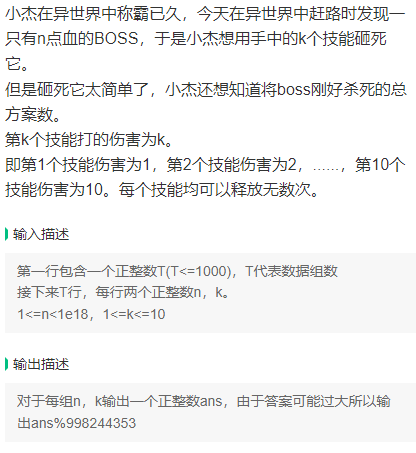 小杰在异世界中称霸已久，今天在异世界中赶路时发现一
只有n点血的BOSS，于是小杰想用手中的k个技能砸死
它。
但是砸死它太简单了，小杰还想知道将boss刚好杀死的总
方案数。
第k个技能打的伤害为k。
即第1个技能伤害为1，第2个技能伤害为2，……，第10个
技能伤害为10。每个技能均可以释放无数次。
输入描述
第一行包含一个正整数T(T<=1000)，T代表数据组数
接下来T行，每行两个正整数n，k。
1<=n<1e18，1<=k<=10
输出描述
对于每组n，k输出一个正整数ans，由于答案可能过大所以输
出ans%998244353